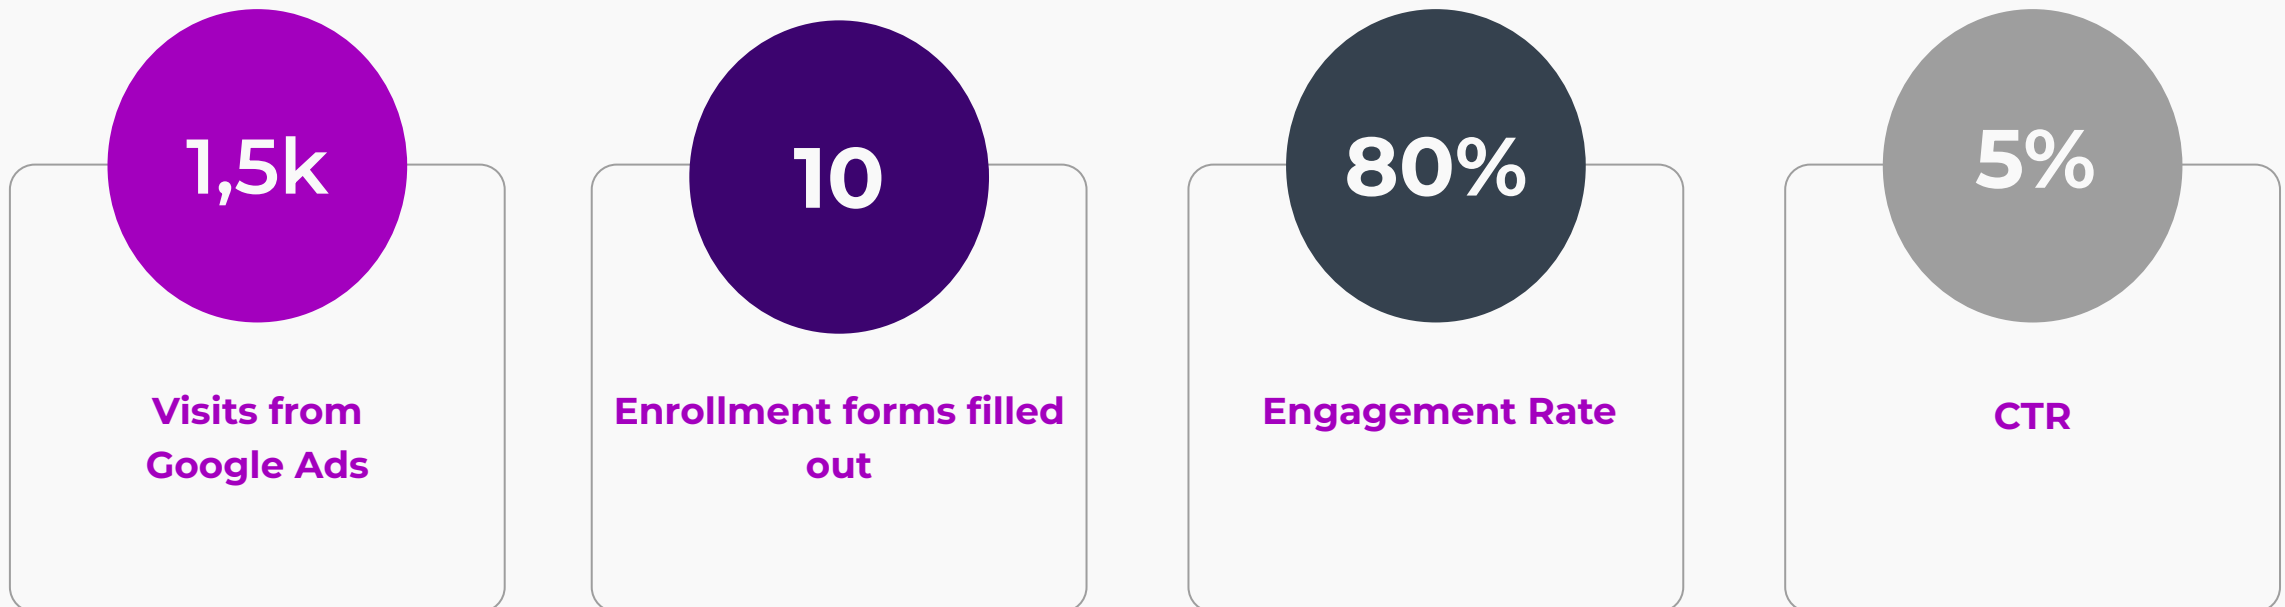 1,5k
10
80%
5%
Visits from
Google Ads
Enrollment forms filled
out
Engagement Rate
CTR